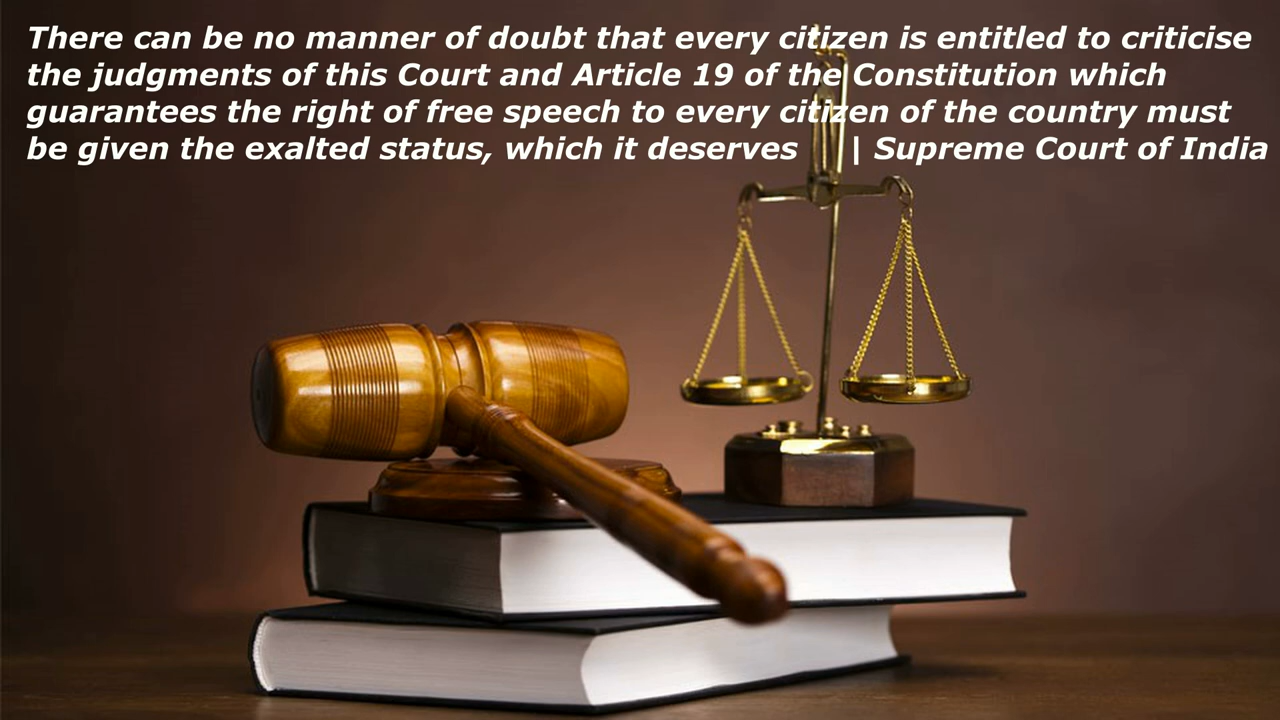 There can be no manner of doubt that every citizen is entitled to criticise
the judgments of this Court and Article 19 of the Constitution which
guarantees the right of free speech to every citizen of the country must
be given the exalted status, which it deserves | Supreme Court of India